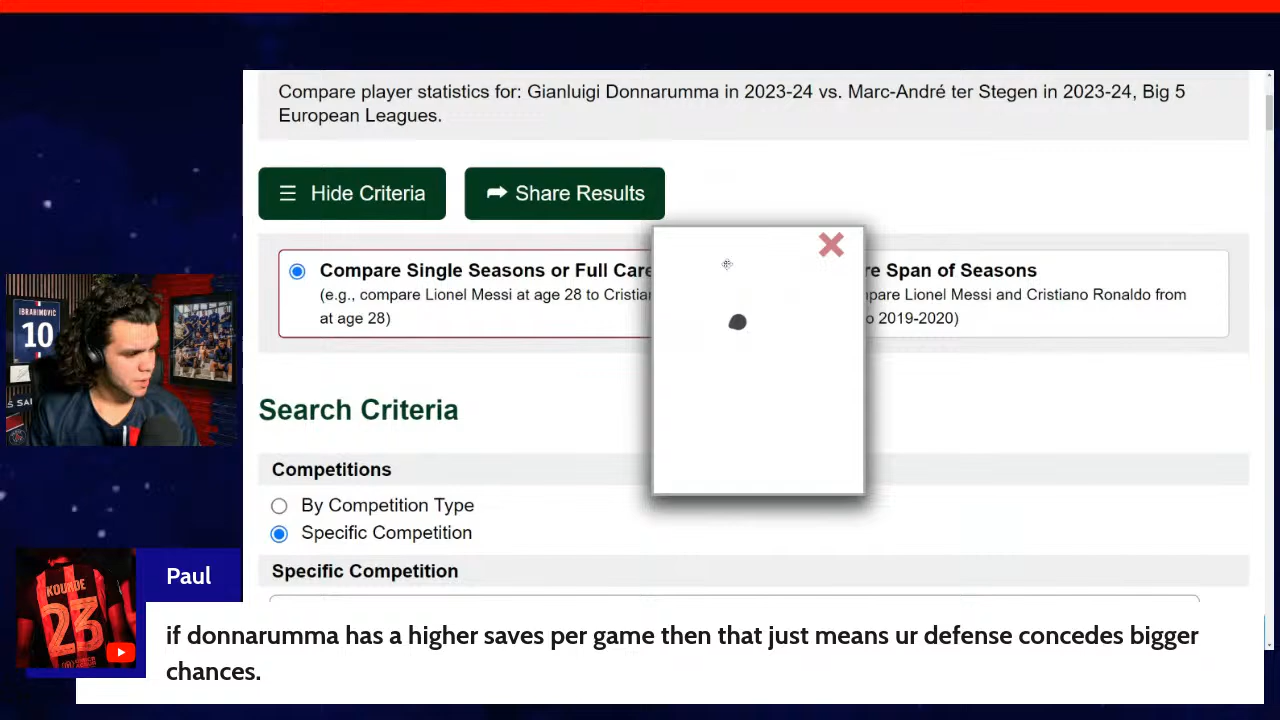 Compare player statistics for: Gianluigi Donnarumma in 2023-24 vs. Marc-André ter Stegen in 2023-24, Big 5
European Leagues.
Hide Criteria
Share Results
Compare Single Seasons or Full Care
re Span of Seasons
(e.g., compare Lionel Messi at age 28 to Cristia
pare Lionel Messi and Cristiano Ronaldo from
at age 28)
o 2019-2020)
IBRAHIMOVIC
10
Search Criteria
Competitions
By Competition Type
Specific Competition
Specific Competition
KOUNDE
23
Paul
if donnarumma has a higher saves per game then that just means ur defense concedes bigger
chances.